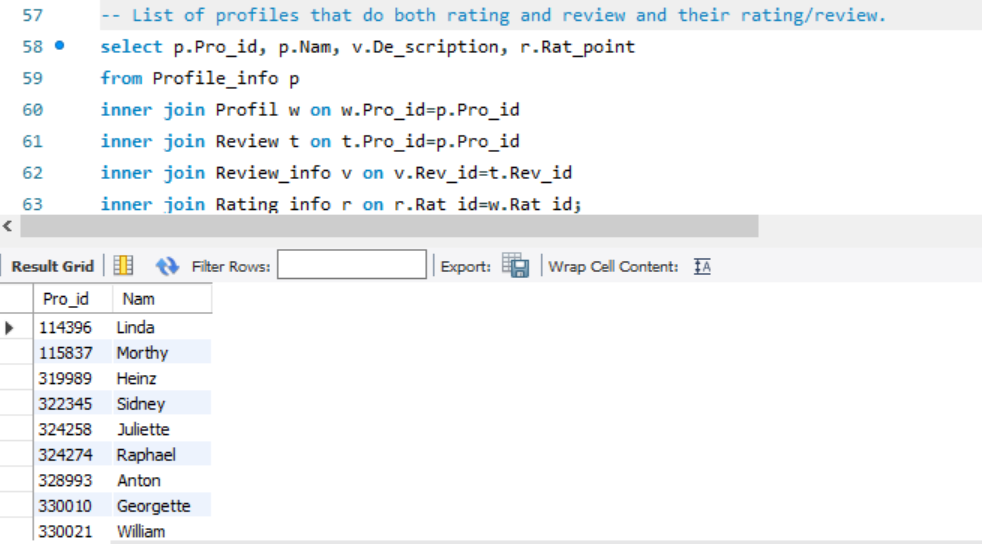 57 -- List of profiles that do both rating and review and their rating/review.
58 select p.Pro_id, p.Nam, v.De_scription, r.Rat_point
59 from Profile_info p
60 inner join Profil w on w.Pro_id=p.Pro_id
61 inner join Review t on t.Pro_id=p.Pro_id
62 inner join Review_info v on v.Rev_id=t.Rev_id
63 inner join Rating_info r on r.Rat_id=w.Rat_id;
Result Grid Filter Rows: Export: Wrap Cell Content: IA
Pro_id Nam
114396 Linda
115837 Morthy
319989 Heinz
322345 Sidney
324258 Juliette
324274 Raphael
328993 Anton
330010 Georgette
330021 William